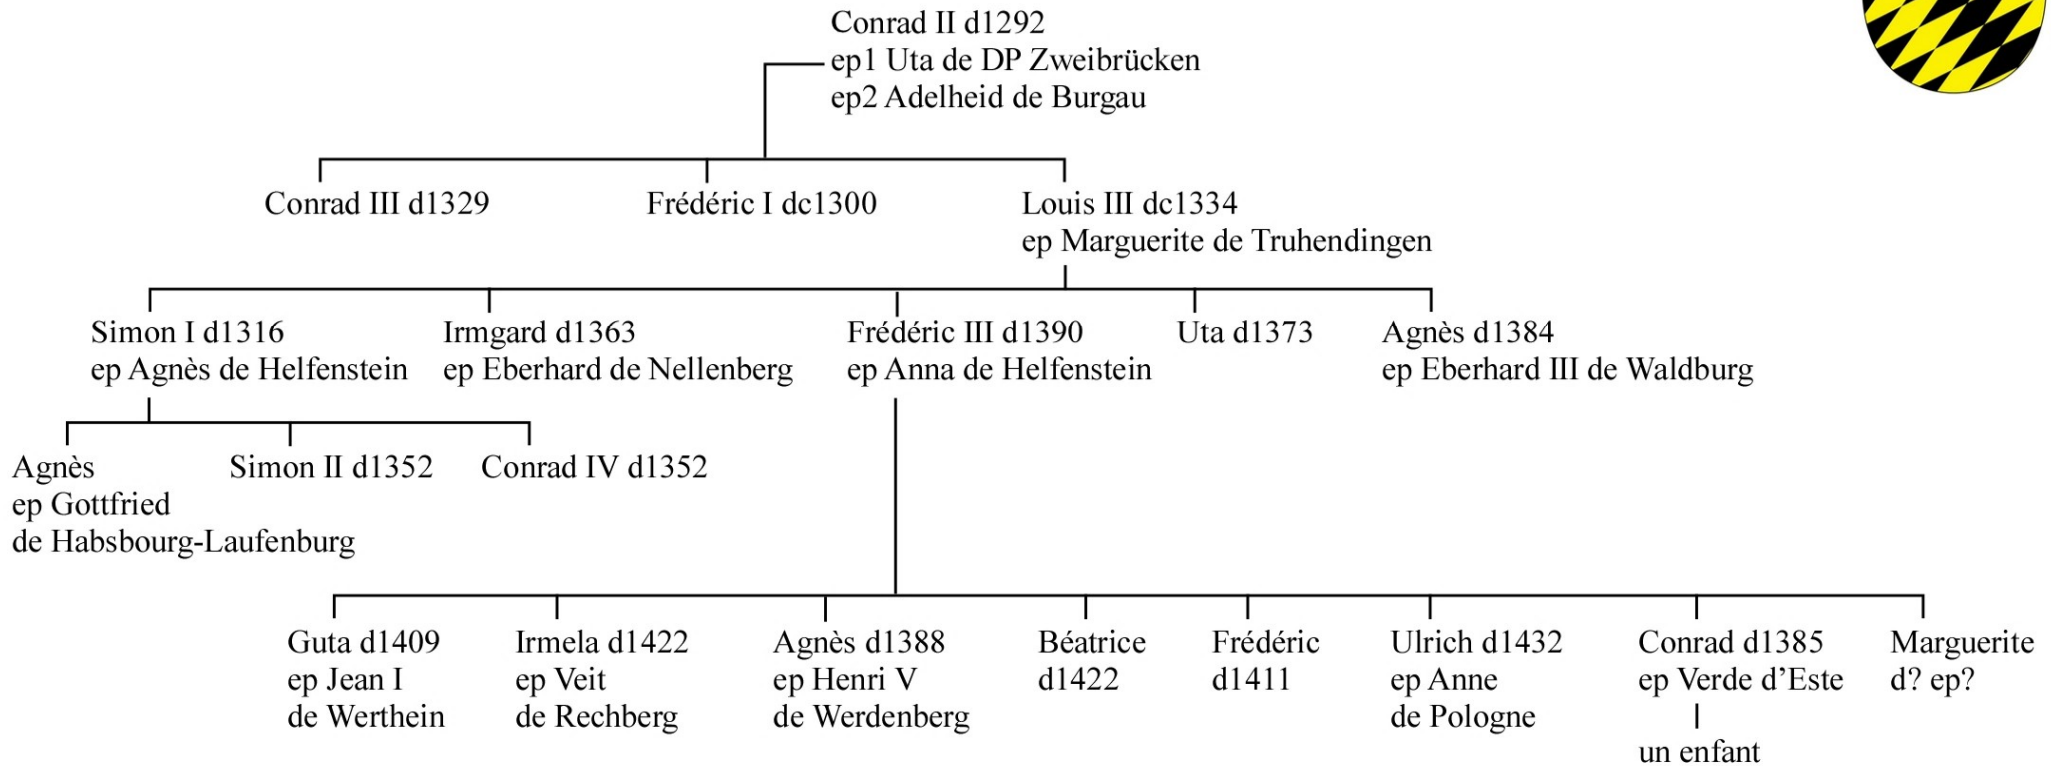 Conrad II d1292
ep1 Uta de DP Zweibrücken
ep2 Adelheid de Burgau
Conrad III d1329
Frédéric I dc1300
Louis III dc1334
ep Marguerite de Truhendingen
Simon I d1316
ep Agnès de Helfenstein
Irmgard d1363
ep Eberhard de Nellenberg
Frédéric III d1390
ep Anna de Helfenstein
Uta d1373
Agnès d1384
ep Eberhard III de Waldburg
Agnès
ep Gottfried
de Habsbourg-Laufenburg
Simon II d1352
Conrad IV d1352
Guta d1409
ep Jean I
de Werthein
Irmela d1422
ep Veit
de Rechberg
Agnès d1388
ep Henri V
de Werdenberg
Béatrice
d1422
Frédéric
d1411
Ulrich d1432
ep Anne
de Pologne
Conrad d1385
ep Verde d’Este
un enfant
Marguerite
d? ep?